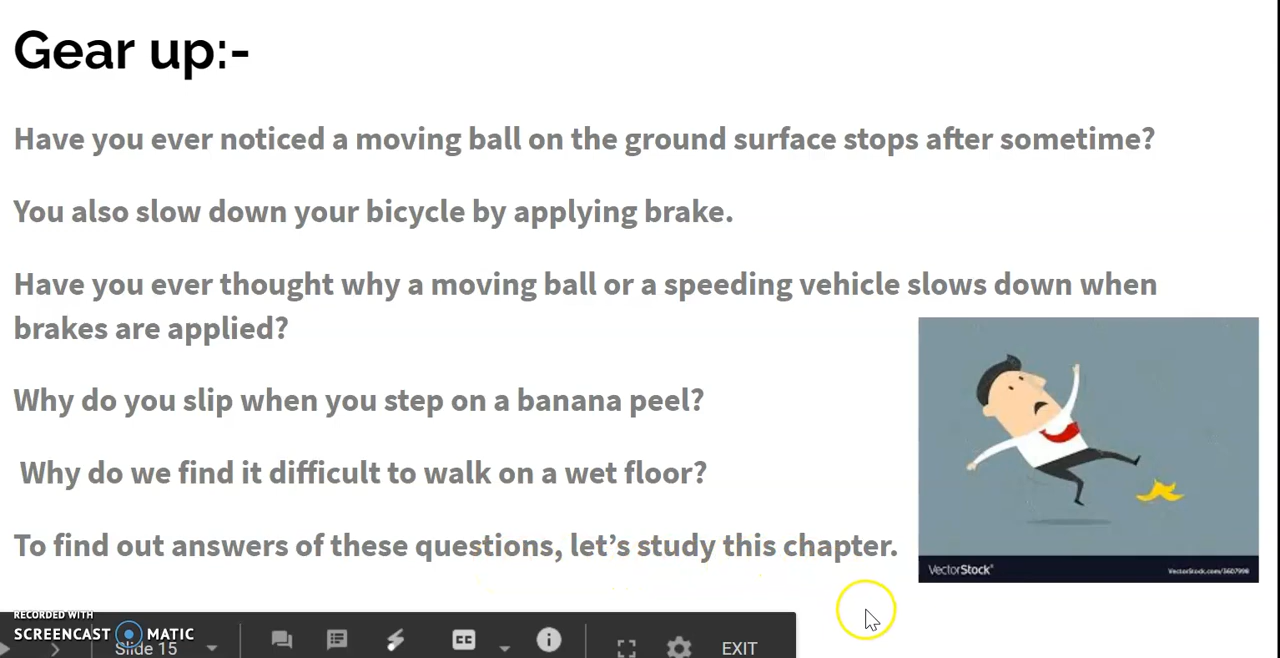 Gear up:-
Have you ever noticed a moving ball on the ground surface stops after sometime?
You also slow down your bicycle by applying brake.
Have you ever thought why a moving ball or a speeding vehicle slows down when
brakes are applied?
Why do you slip when you step on a banana peel?
Why do we find it difficult to walk on a wet floor?
To find out answers of these questions, let's study this chapter.
VectorStock®
VectorStock.com/3607998
RECORDED WITH
SCREENCAST MATIC
Slide 15
CC
EXIT